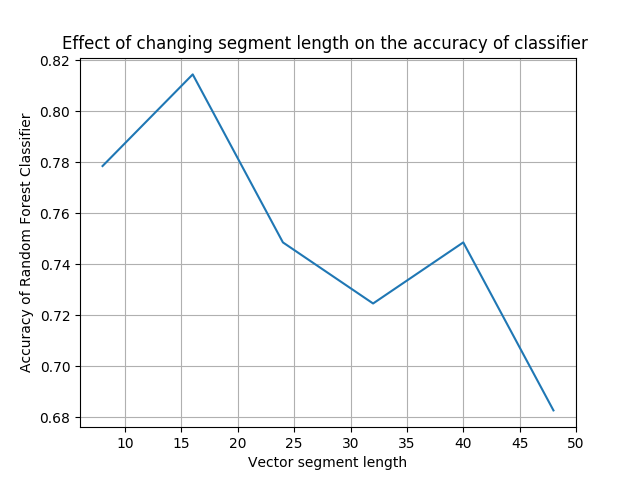 Effect of changing segment length on the accuracy of classifier
Accuracy of Random Forest Classifier
0.82
0.80
0.78
0.76
0.74
0.72
0.70
0.68
10 15 20 25 30 35 40 45 50
Vector segment length